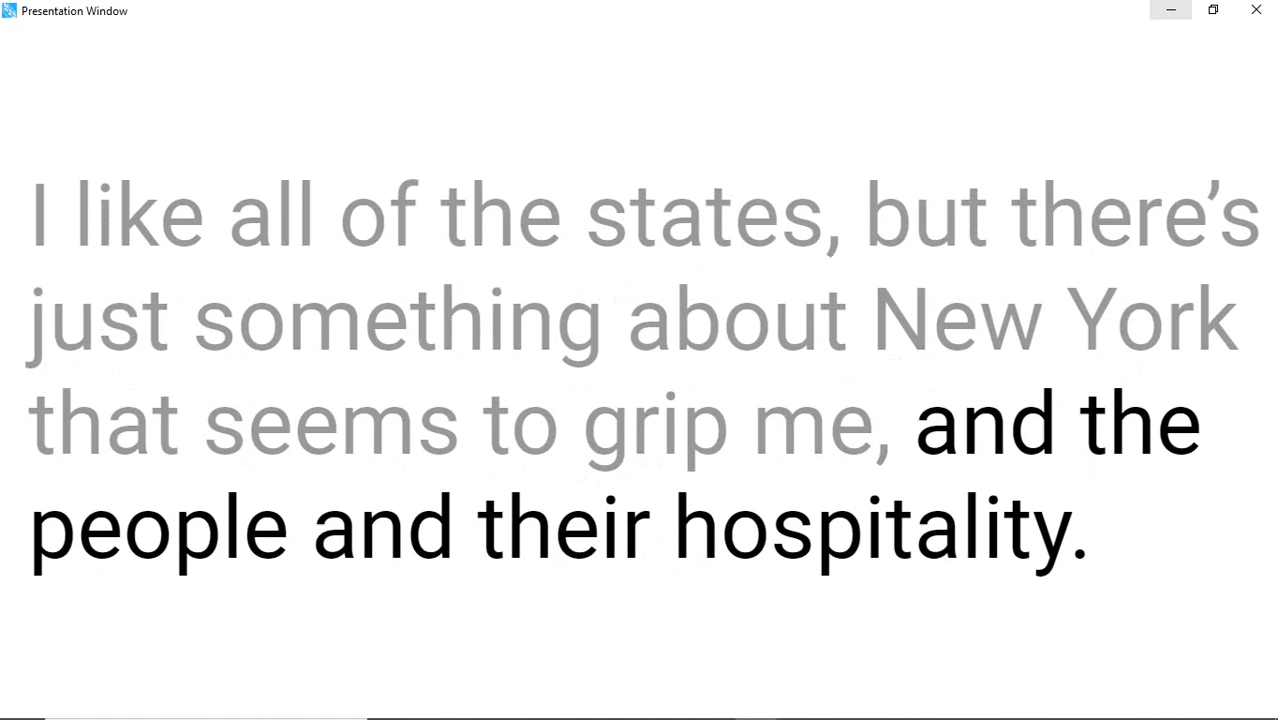 Presentation Window
I like all of the states, but there’s
just something about New York
that seems to grip me, and the
people and their hospitality.